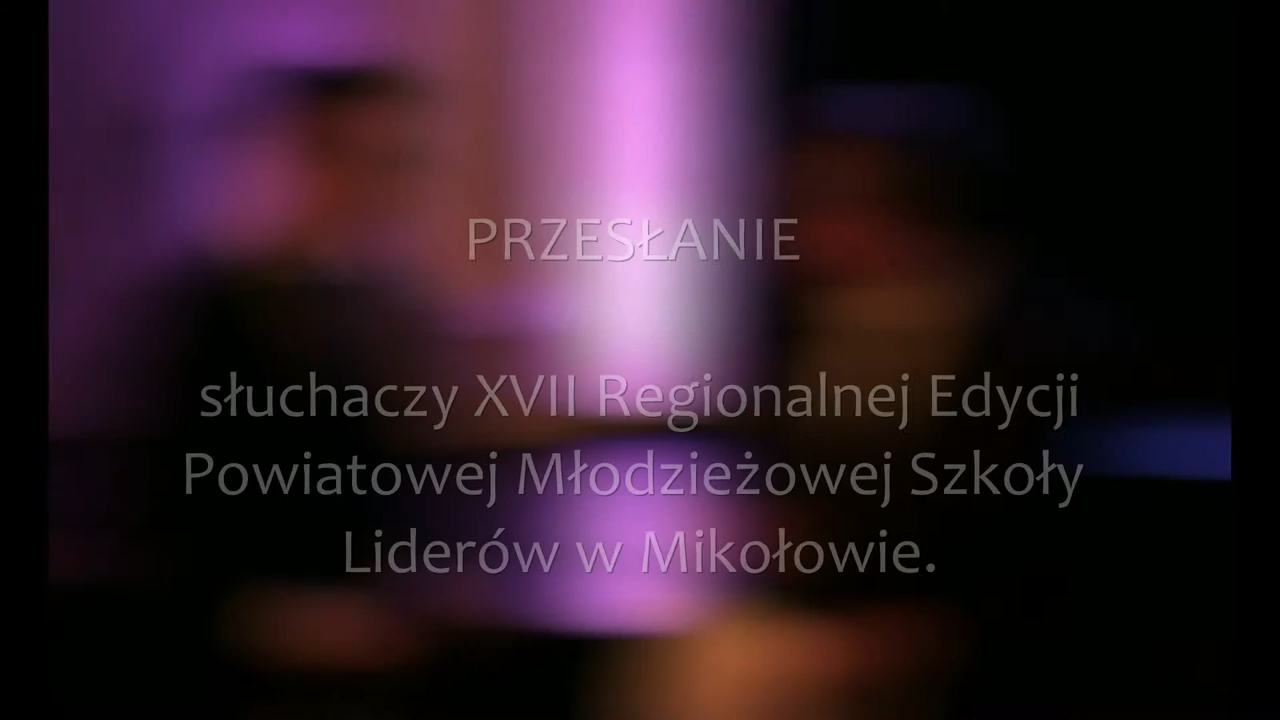 PRZESŁANIE
słuchaczy XVII Regionalnej Edycji
Powiatowej Młodzieżowej Szkoły
Liderów w Mikołowie.